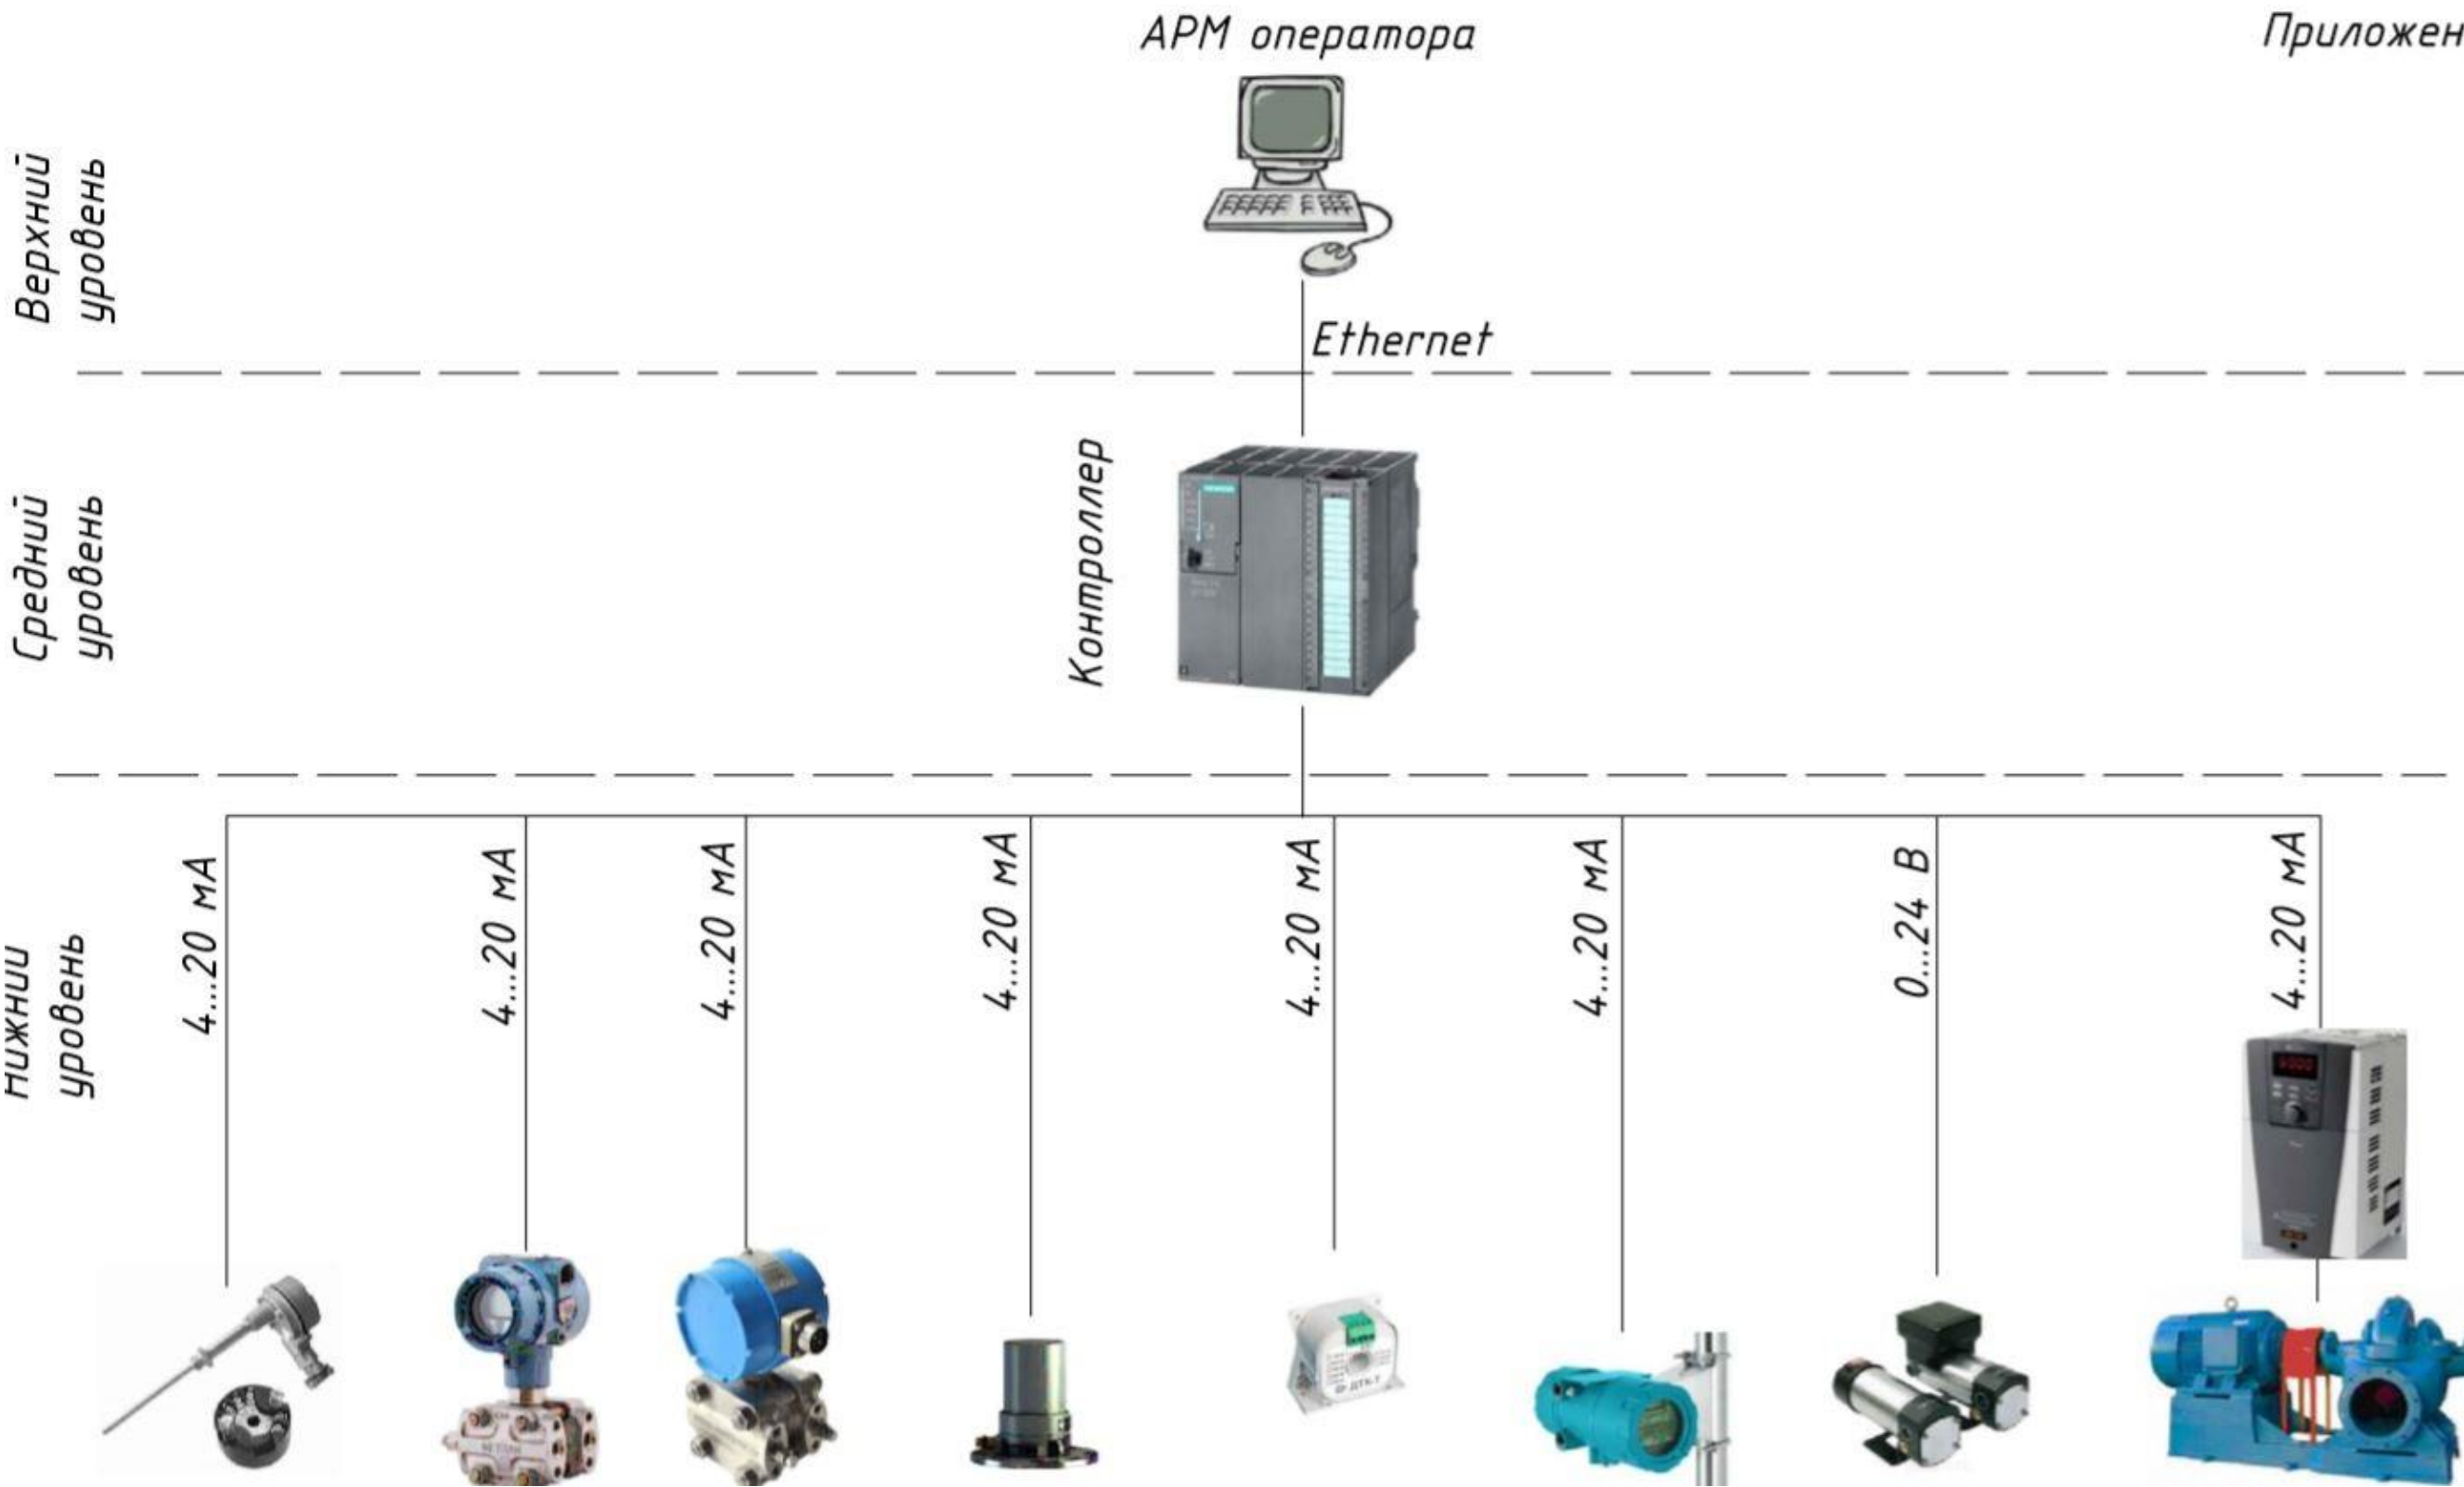 АРМ оператора
Приложен
Верхний
уровень
Ethernet
Средний
уровень
Контроллер
Нижний
уровень
4...20 мА
4...20 мА
4...20 мА
4...20 мА
4...20 мА
4...20 мА
0...24 В
4...20 мА
SIEMENS